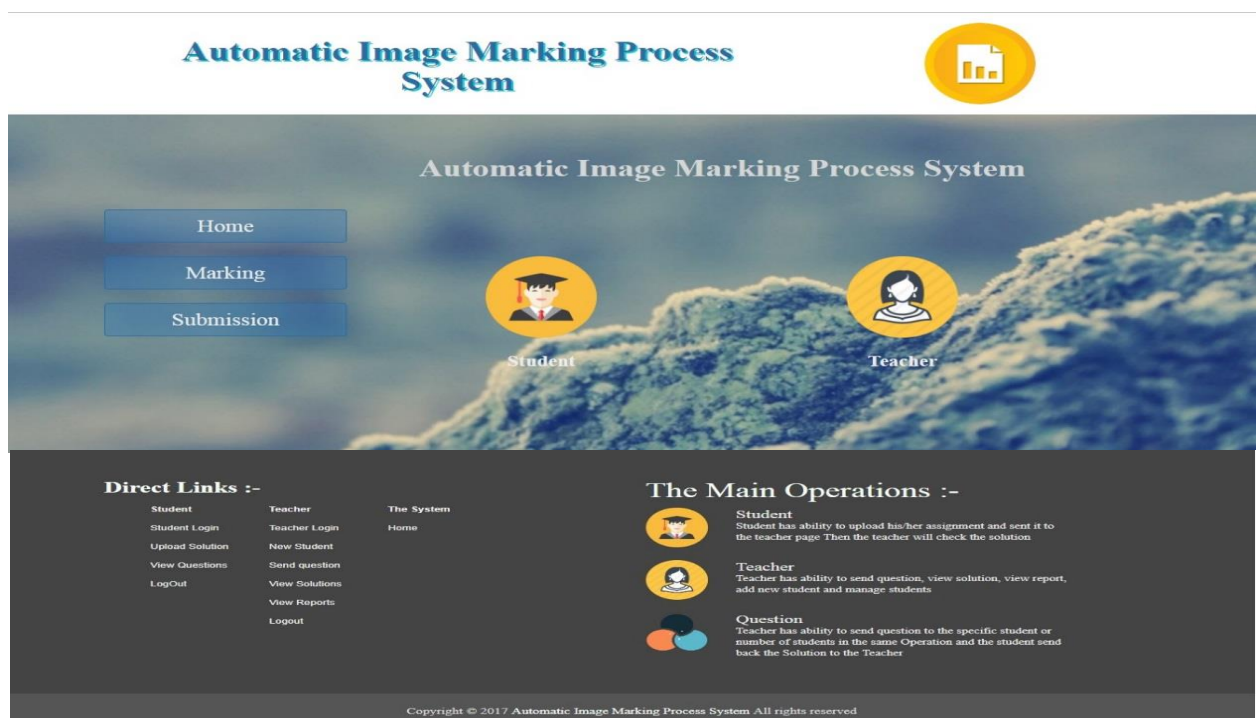 Automatic Image Marking Process
System
Automatic Image Marking Process System
Home
Marking
Submission
Student
Teacher
Direct Links :-
Student
Student Login
Upload Solution
View Questions
LogOut
Teacher
Teacher Login
New Student
Send question
View Solutions
View Reports
Logout
The System
Home
The Main Operations :-
Student
Student has ability to upload his/her assignment and sent it to
the teacher page Then the teacher will check the solution
Teacher
Teacher has ability to send question, view solution, view report,
add new student and manage students
Question
Teacher has ability to send question to the specific student or
number of students in the same Operation and the student send
back the Solution to the Teacher
Copyright © 2017 Automatic Image Marking Process System All rights reserved